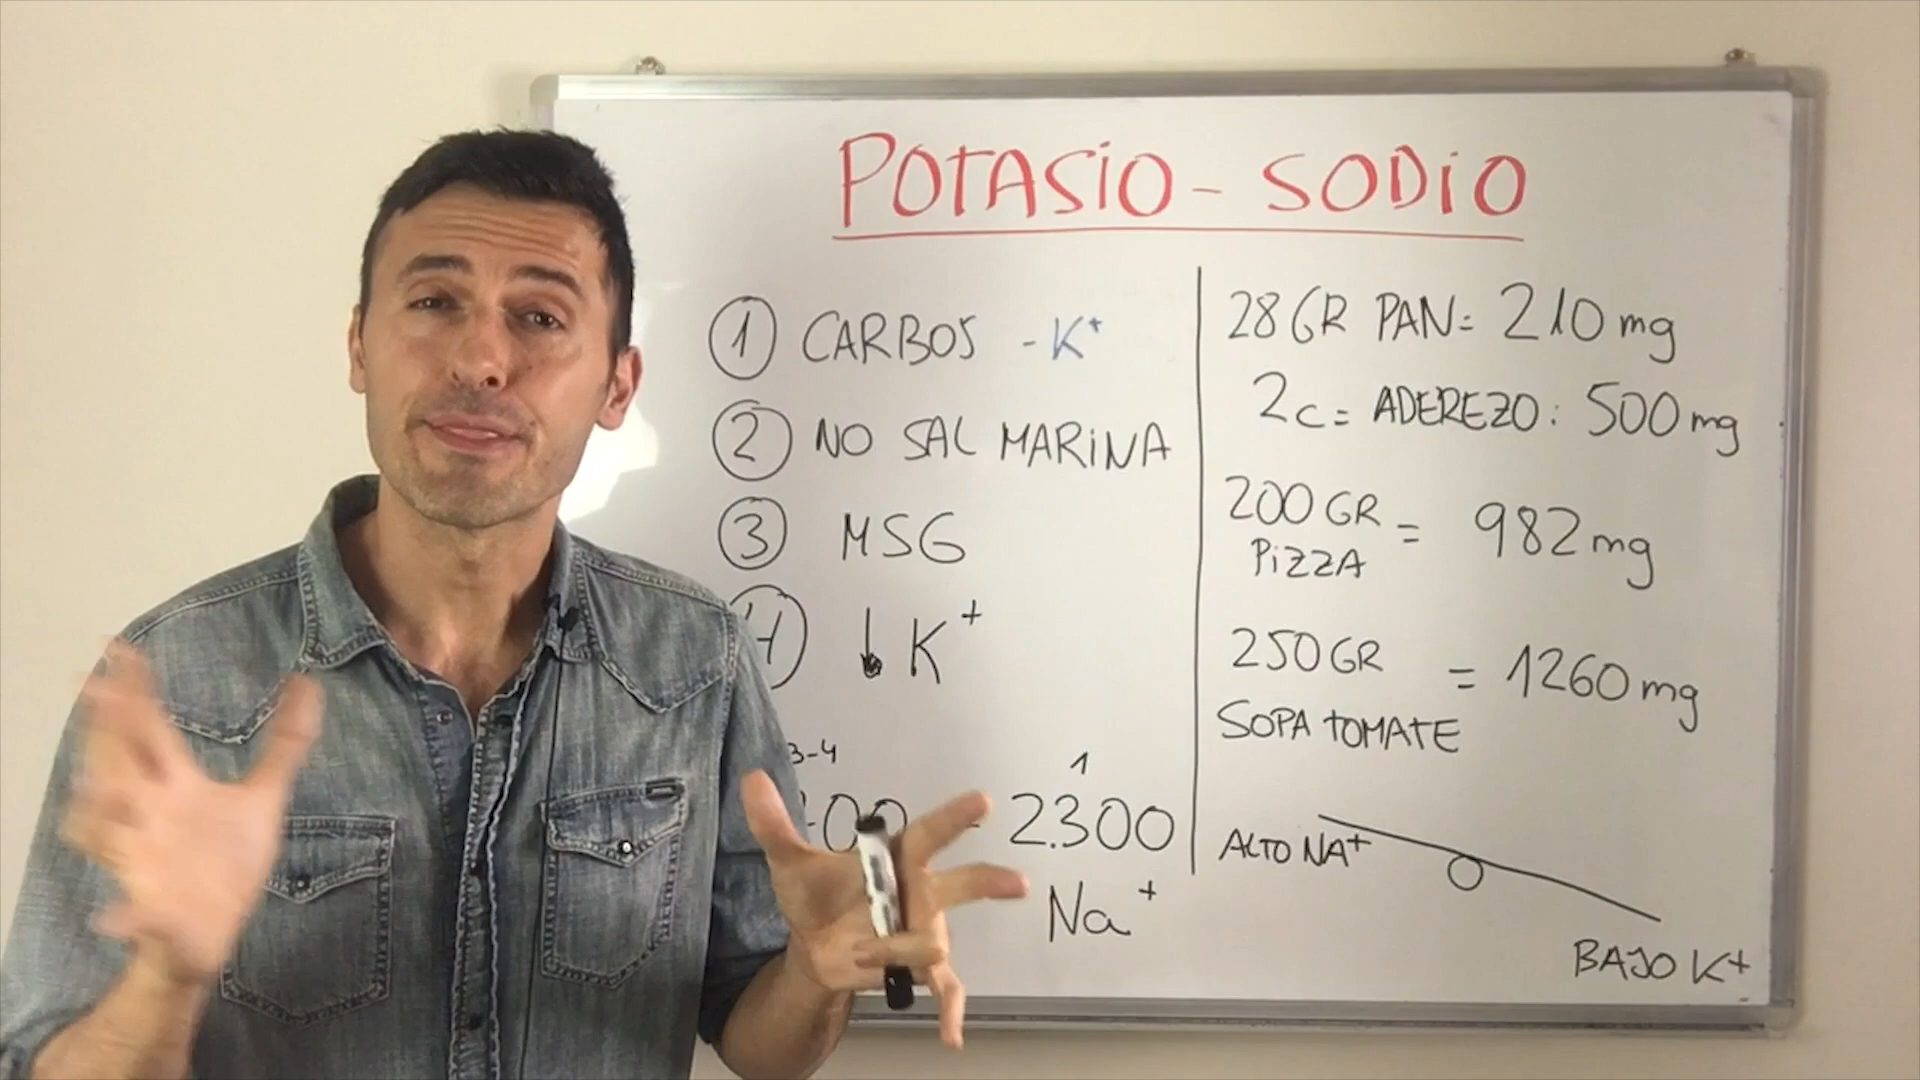 POTASIO - SODIO
① CARBOS - K+
② NO SAL MARINA
③ MSG
④ ↓ K+
3-4
1
2.300
Na+
28 GR PAN = 210 mg
2c = ADEREZO : 500 mg
200 GR PIZZA = 982 mg
250 GR SOPA TOMATE = 1260 mg
ALTO NA+
BAJO K+